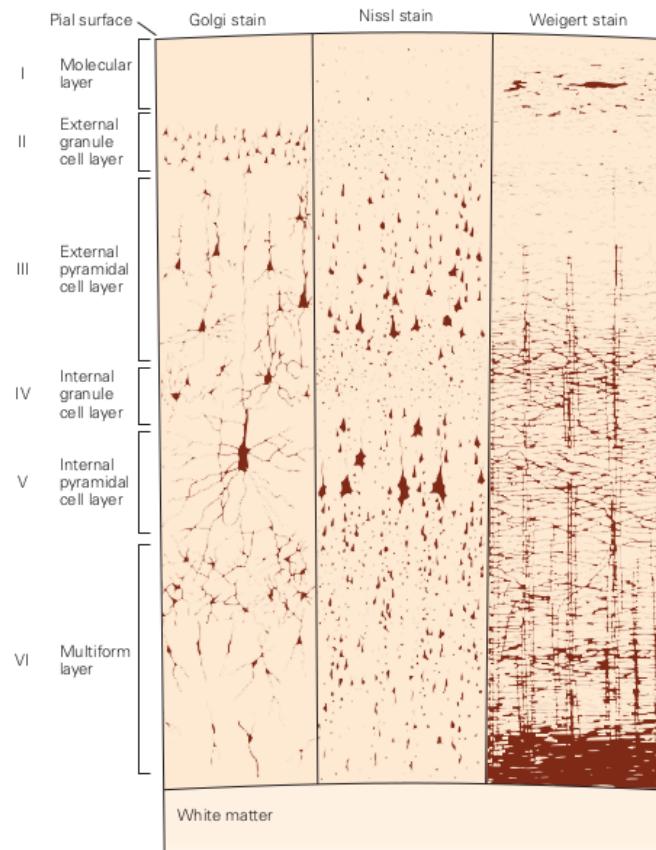 Pial surface
Golgi stain
Nissl stain
Weigert stain
I
Molecular
layer
II
External
granule
cell layer
III
External
pyramidal
cell layer
IV
Internal
granule
cell layer
V
Internal
pyramidal
cell layer
VI
Multiform
layer
White matter